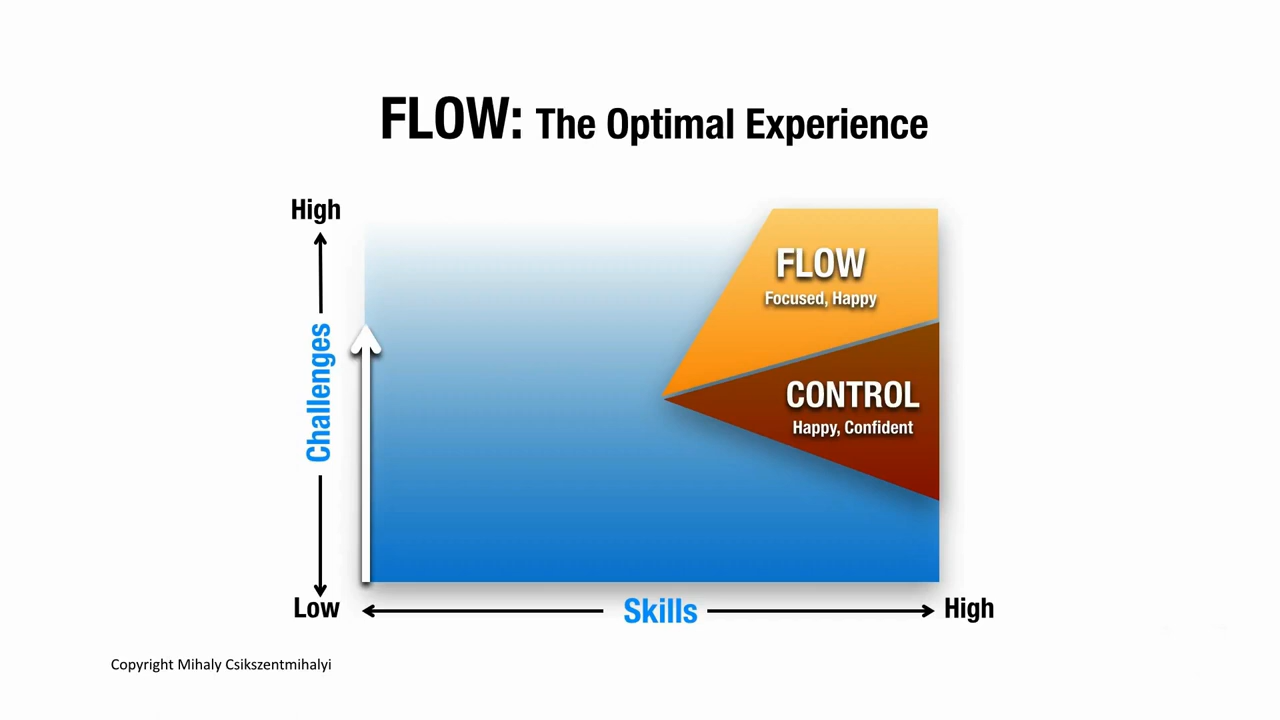 FLOW: The Optimal Experience
High
Challenges
FLOW
Focused, Happy
CONTROL
Happy, Confident
Low
Skills
High
Copyright Mihaly Csikszentmihalyi